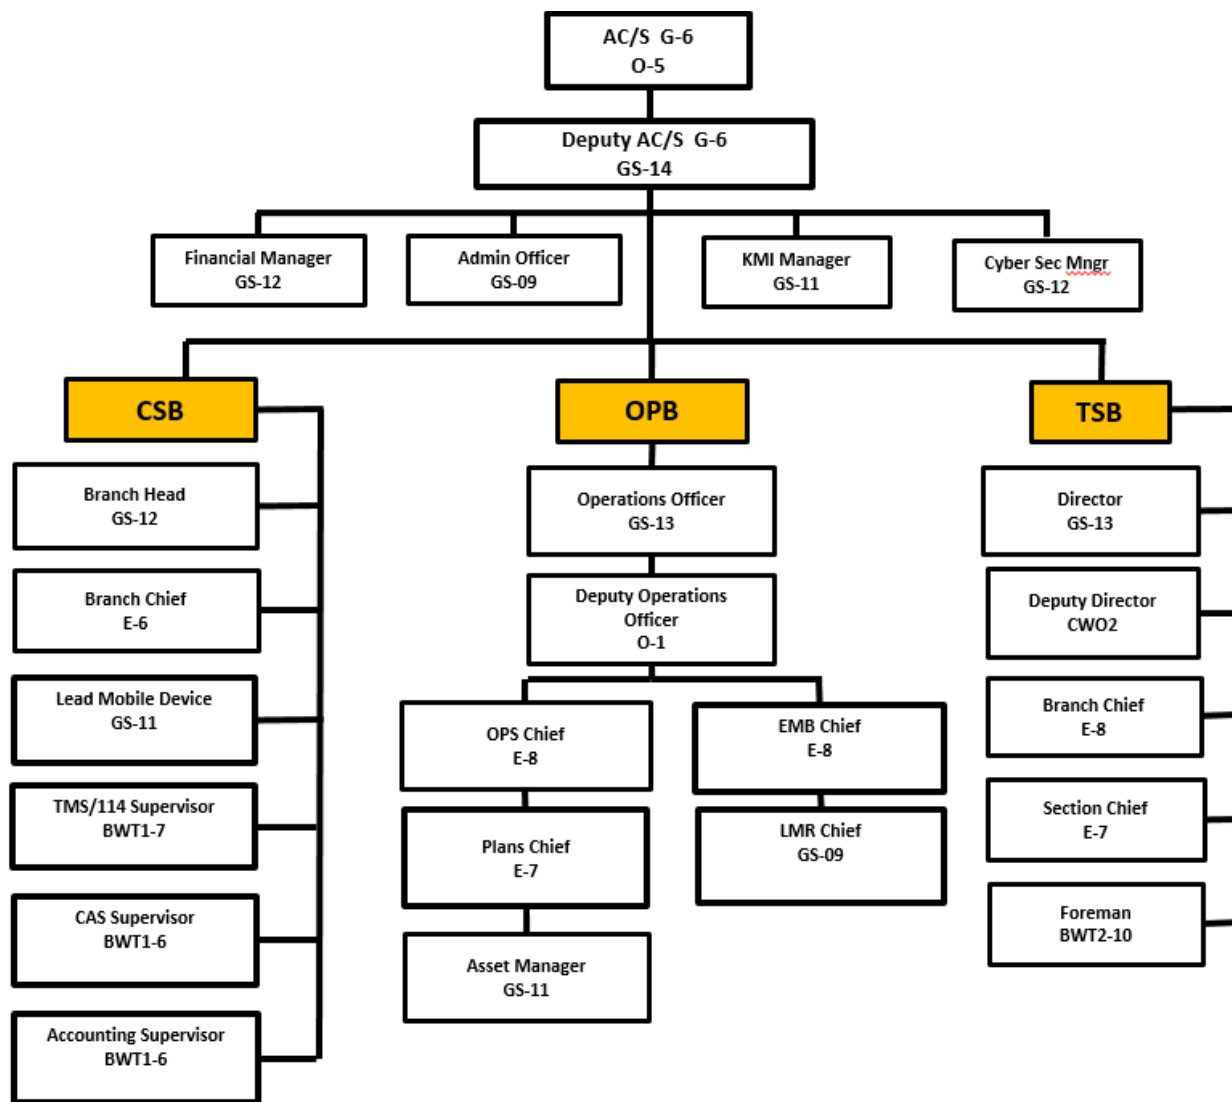 AC/S  G-6
O-5
Deputy AC/S  G-6
GS-14
Financial Manager
GS-12
Admin Officer
GS-09
KMI Manager
GS-11
Cyber Sec Mngr
GS-12
CSB
OPB
TSB
Branch Head
GS-12
Branch Chief
E-6
Lead Mobile Device
GS-11
TMS/114 Supervisor
BWT1-7
CAS Supervisor
BWT1-6
Accounting Supervisor
BWT1-6
Operations Officer
GS-13
Deputy Operations
Officer
O-1
OPS Chief
E-8
Plans Chief
E-7
Asset Manager
GS-11
EMB Chief
E-8
LMR Chief
GS-09
Director
GS-13
Deputy Director
CWO2
Branch Chief
E-8
Section Chief
E-7
Foreman
BWT2-10